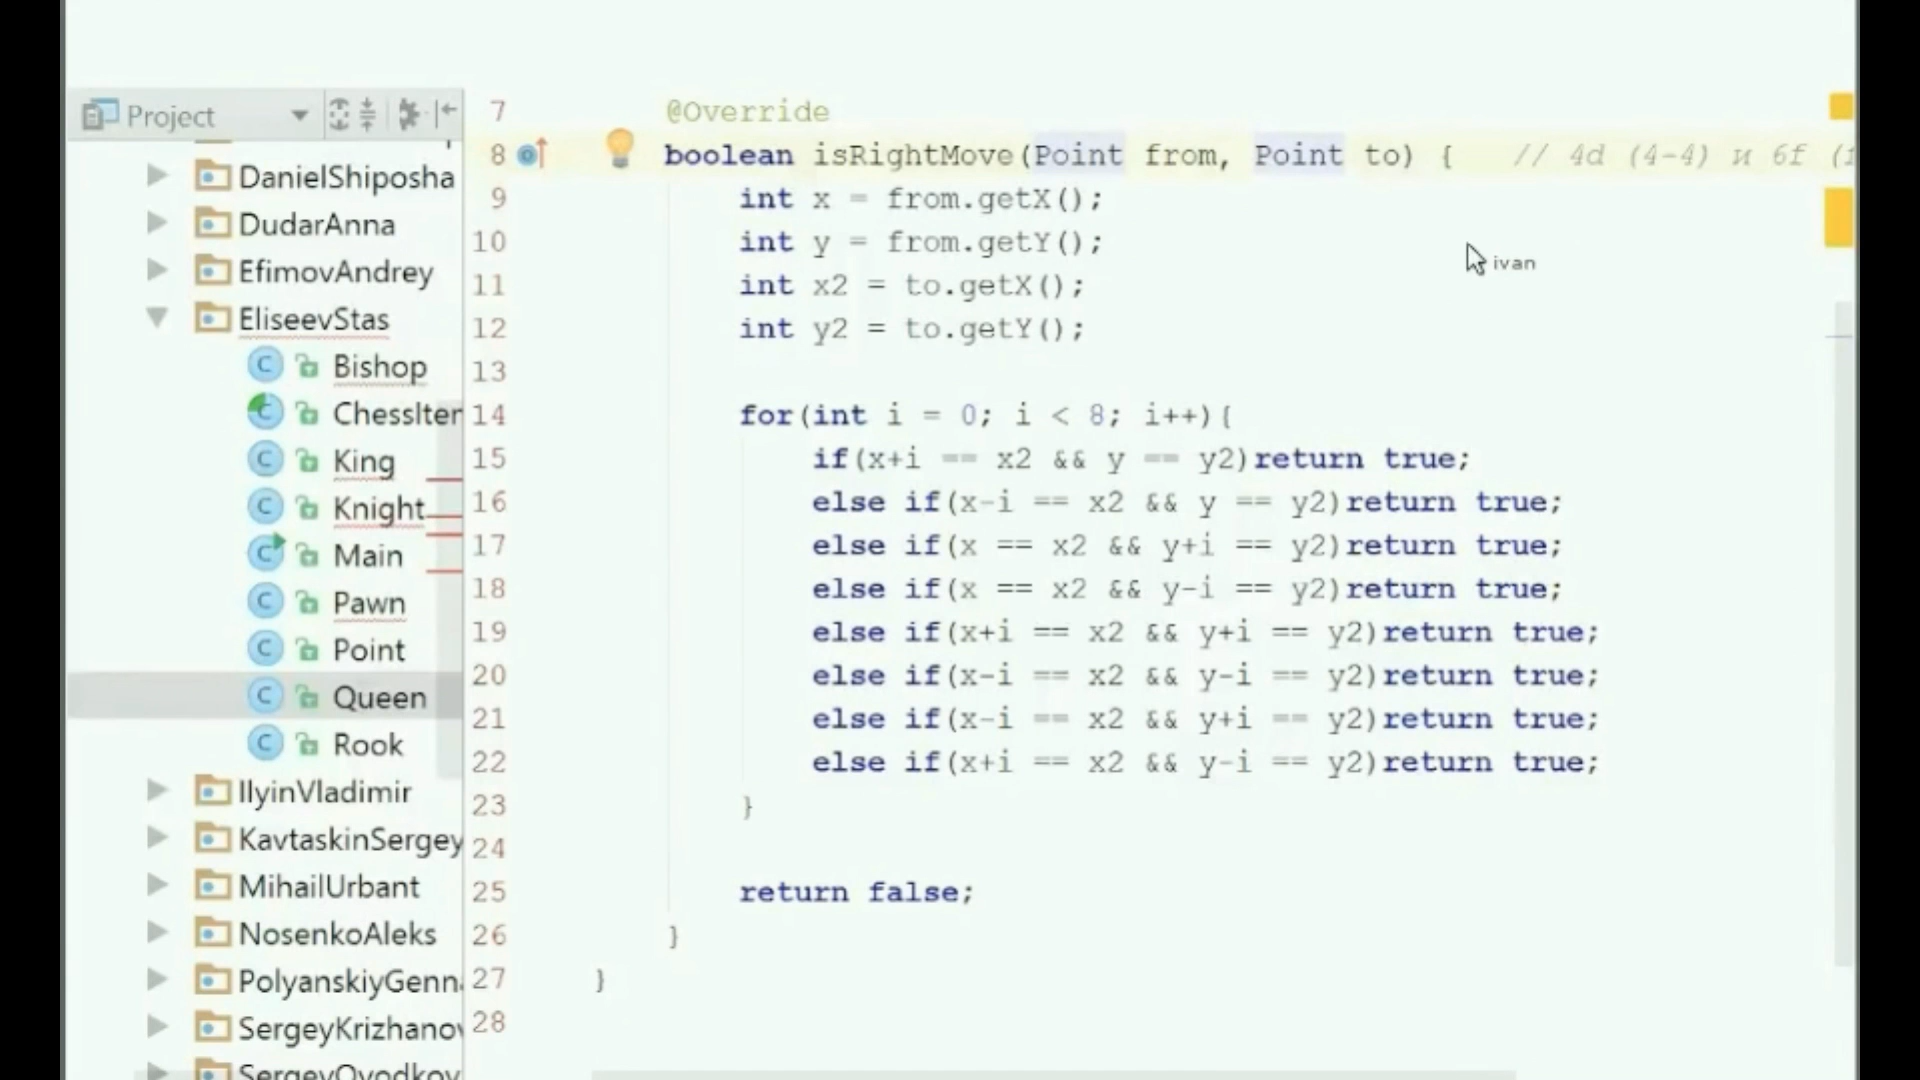 Project
DanielShiposha
DudarAnna
EfimovAndrey
EliseevStas
Bishop
ChessIter
King
Knight
Main
Pawn
Point
Queen
Rook
IlyinVladimir
KavtaskinSergey
MihailUrbant
NosenkoAleks
PolyanskiyGenn
SergeyKrizhanov
SergeyOvodkov
7 @Override
8 boolean isRightMove(Point from, Point to) { // 4d (4-4) и 6f (
9 int x = from.getX();
10 int y = from.getY();
11 int x2 = to.getX();
12 int y2 = to.getY();
13
14 for(int i = 0; i < 8; i++){
15 if(x+i == x2 && y == y2)return true;
16 else if(x-i == x2 && y == y2)return true;
17 else if(x == x2 && y+i == y2)return true;
18 else if(x == x2 && y-i == y2)return true;
19 else if(x+i == x2 && y+i == y2)return true;
20 else if(x-i == x2 && y-i == y2)return true;
21 else if(x-i == x2 && y+i == y2)return true;
22 else if(x+i == x2 && y-i == y2)return true;
23 }
24
25 return false;
26 }
27 }
28
ivan